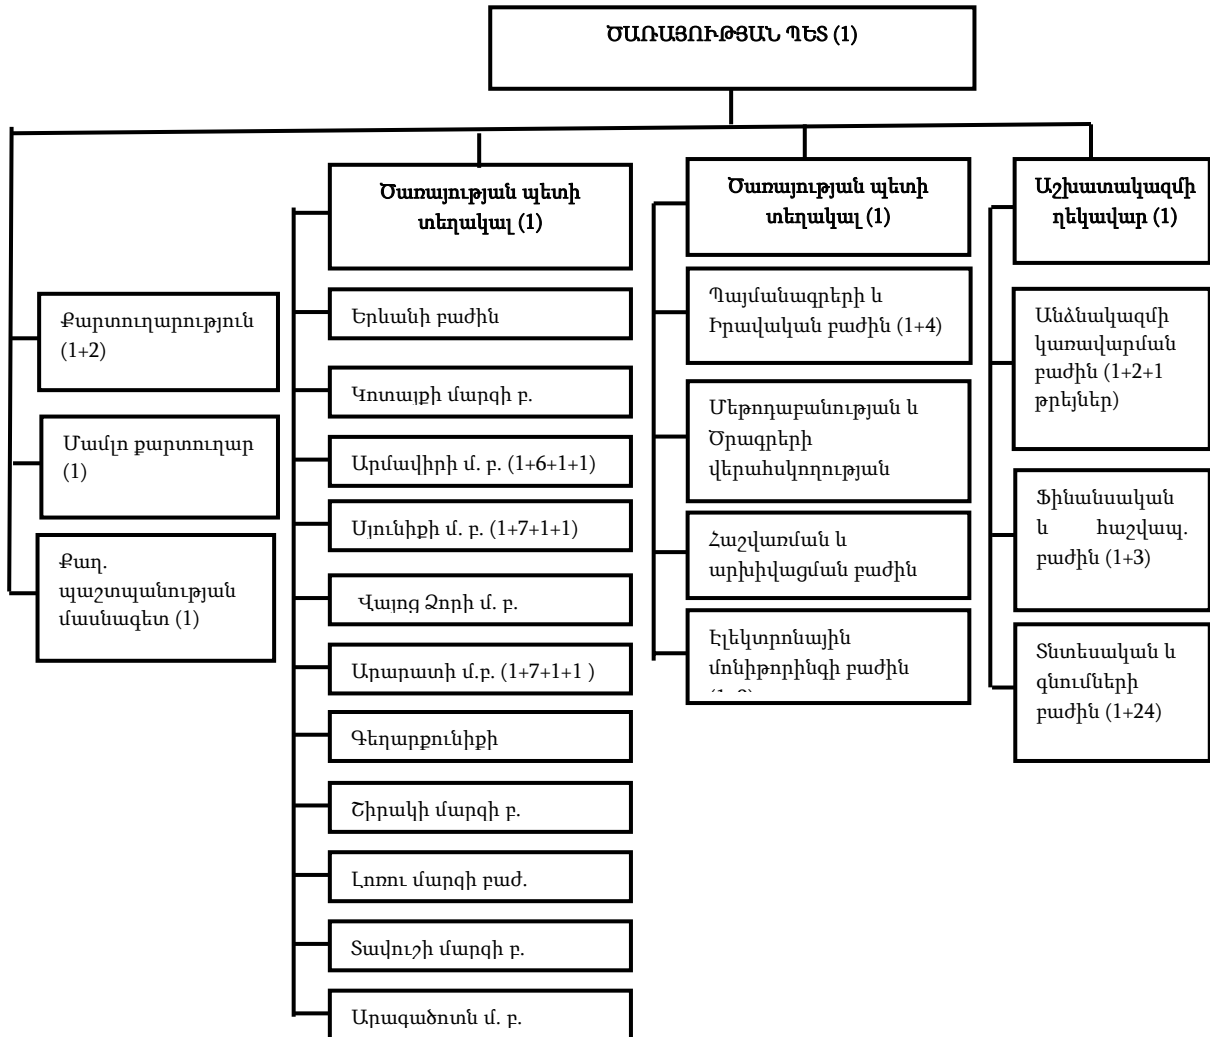 ԾԱՌԱՅՈՒԹՅԱՆ ՊԵՏ (1)
Քարտուղարություն
(1+2)
Մամլո քարտուղար
(1)
Քաղ.
պաշտպանության
մասնագետ (1)
Ծառայության պետի
տեղակալ (1)
Երևանի բաժին
Կոտայքի մարզի բ.
Արմավիրի մ. բ. (1+6+1+1)
Սյունիքի մ. բ. (1+7+1+1)
Վայոց Ձորի մ. բ.
Արարատի մ.բ. (1+7+1+1 )
Գեղարքունիքի
Շիրակի մարզի բ.
Լոռու մարզի բաժ.
Տավուշի մարզի բ.
Արագածոտն մ. բ.
Ծառայության պետի
տեղակալ (1)
Պայմանագրերի և
Իրավական բաժին (1+4)
Մեթոդաբանության և
Ծրագրերի
վերահսկողության
Հաշվառման և
արխիվացման բաժին
Էլեկտրոնային
մոնիթորինգի բաժին
Աշխատակազմի
ղեկավար (1)
Անձնակազմի
կառավարման
բաժին (1+2+1
թրեյներ)
Ֆինանսական
և հաշվապ.
բաժին (1+3)
Տնտեսական և
գնումների
բաժին (1+24)